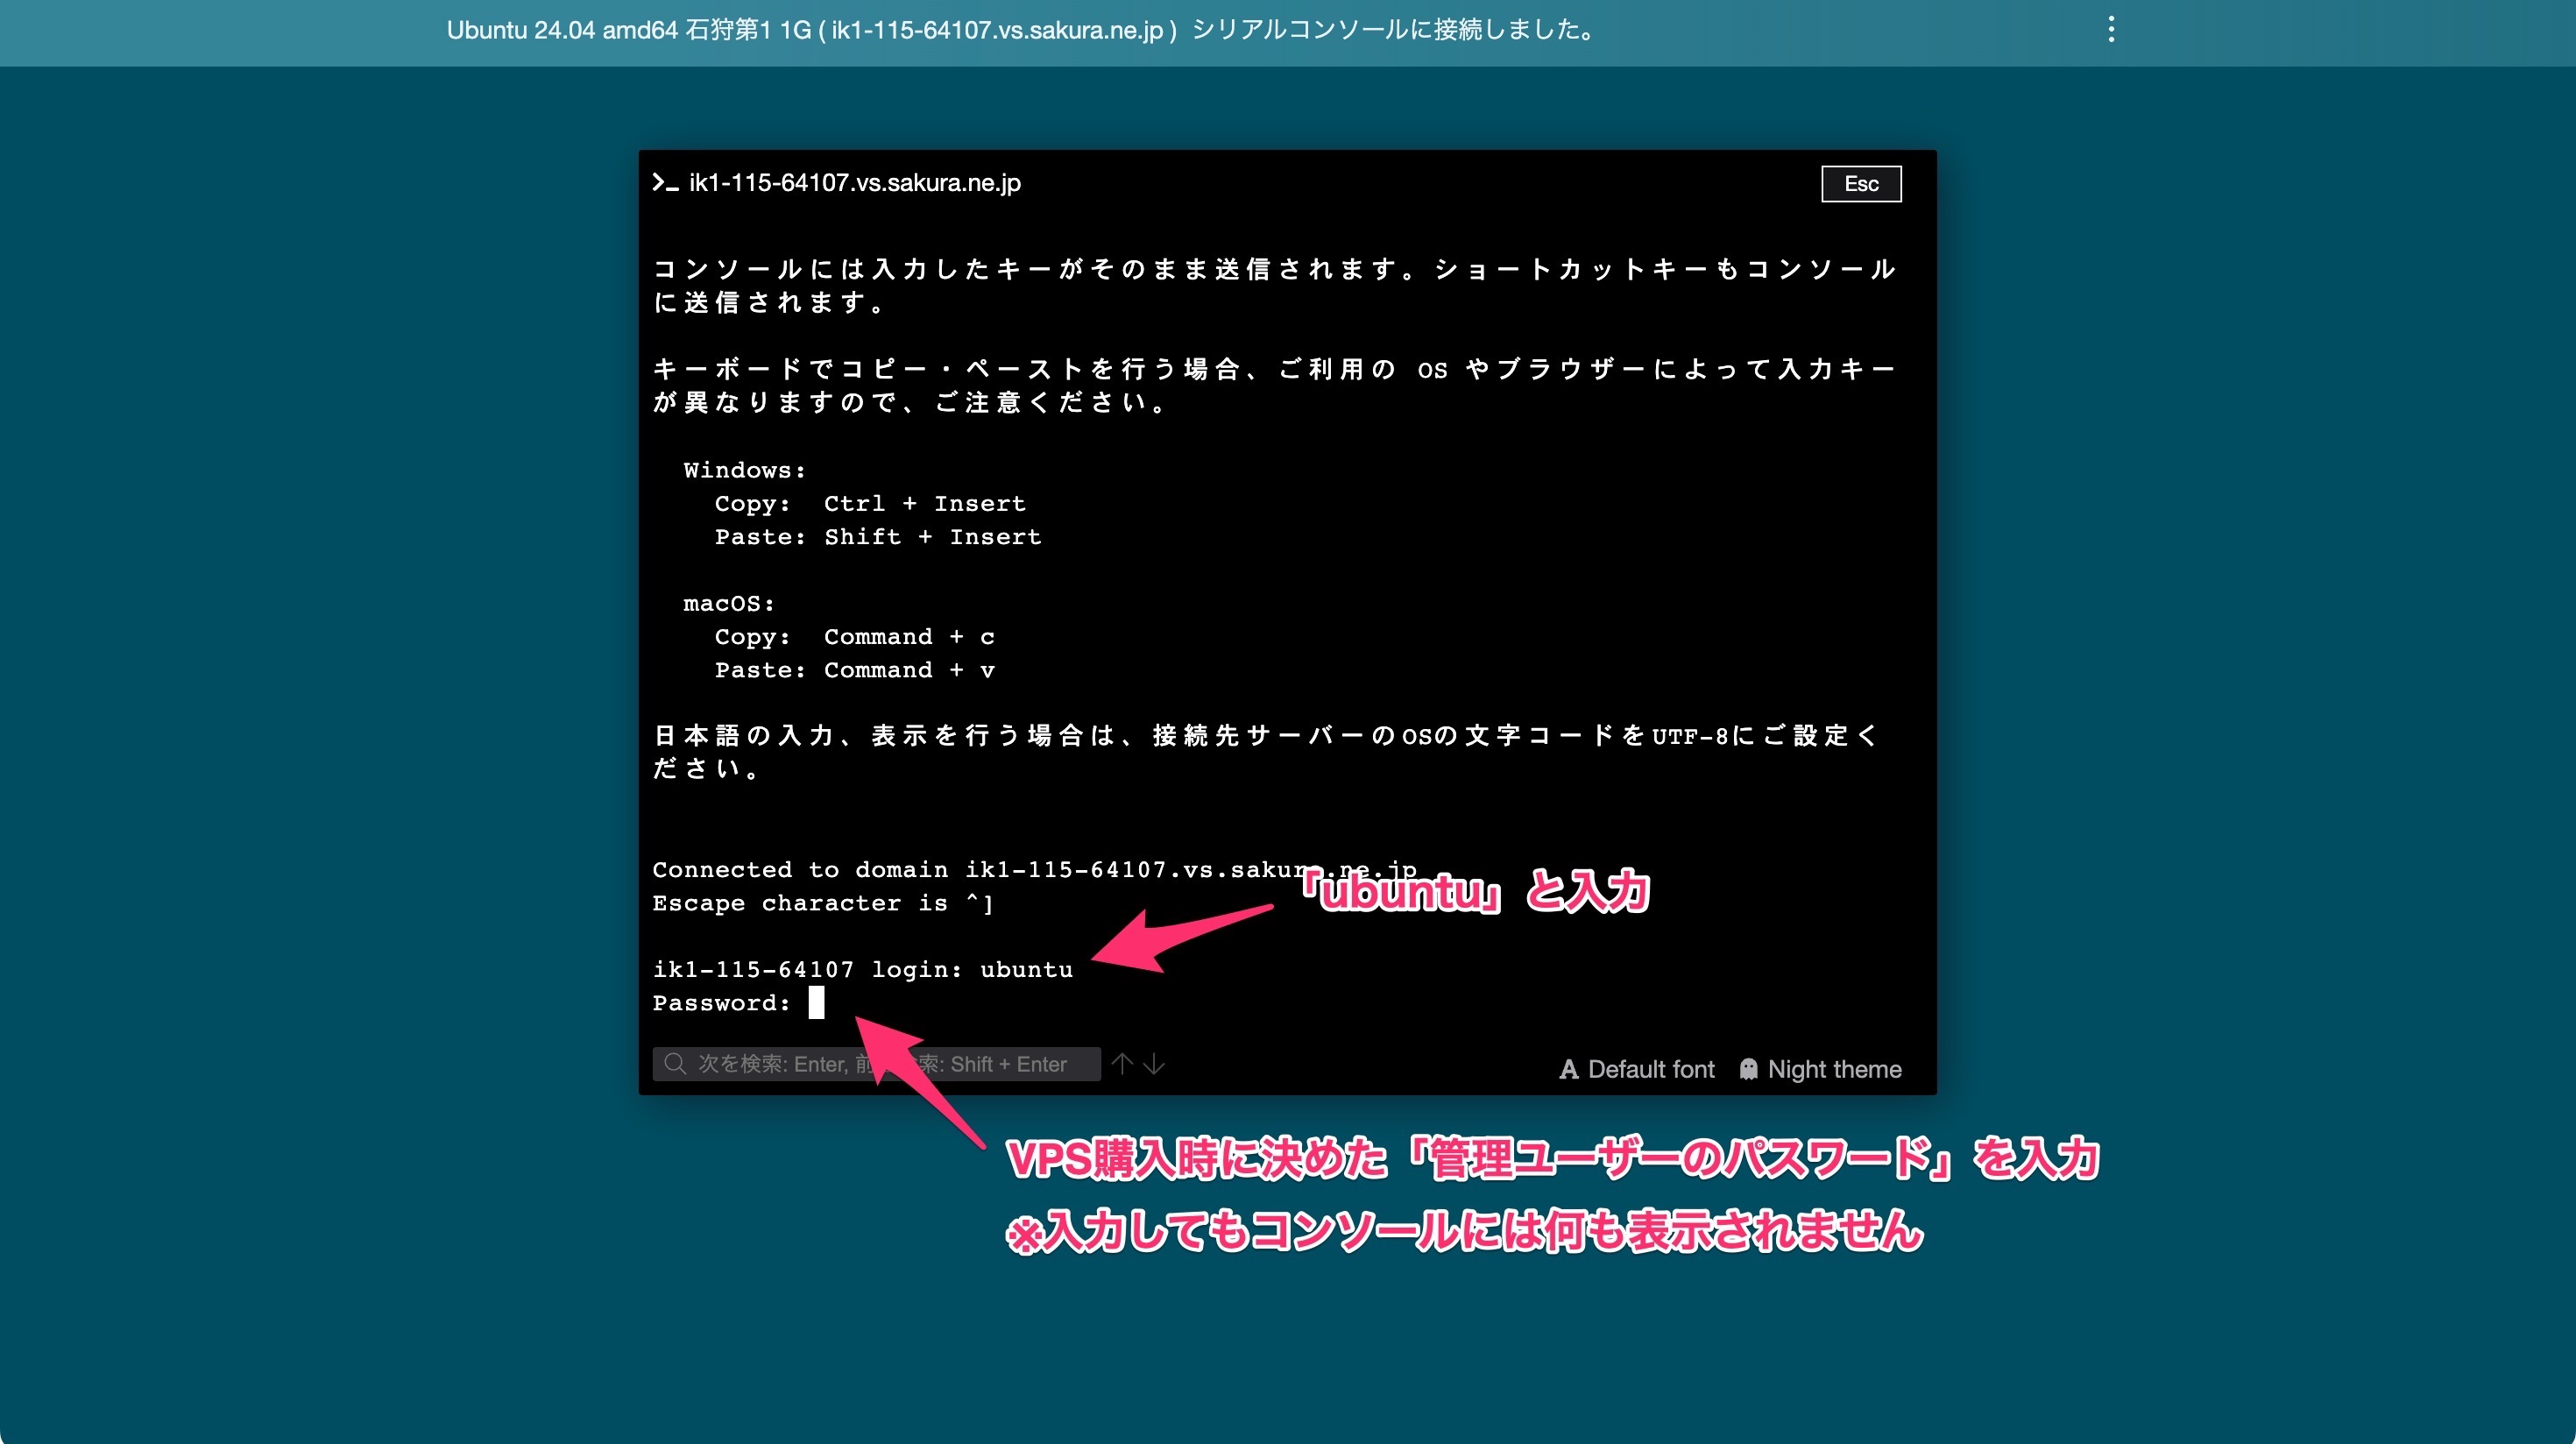 Ubuntu 24.04 amd64 石狩第1 1G ( ik1-115-64107.vs.sakura.ne.jp ) シリアルコンソールに接続しました。
ik1-115-64107.vs.sakura.ne.jp
Esc
コンソールには入力したキーがそのまま送信されます。ショートカットキーもコンソール
に送信されます。
キーボードでコピー・ペーストを行う場合、ご利用の OS やブラウザーによって入力キー
が異なりますので、ご注意ください。
Windows:
Copy: Ctrl + Insert
Paste: Shift + Insert
macOS:
Copy: Command + c
Paste: Command + v
日本語の入力、表示を行う場合は、接続先サーバーのOSの文字コードをUTF-8にご設定く
ださい。
Connected to domain ik1-115-64107.vs.sakura.ne.jp
「ubuntu」と入力
Escape character is ^]
ik1-115-64107 login: ubuntu
Password:
次を検索: Enter, 前 索: Shift + Enter
Default font
Night theme
VPS購入時に決めた「管理ユーザーのパスワード」を入力
※入力してもコンソールには何も表示されません